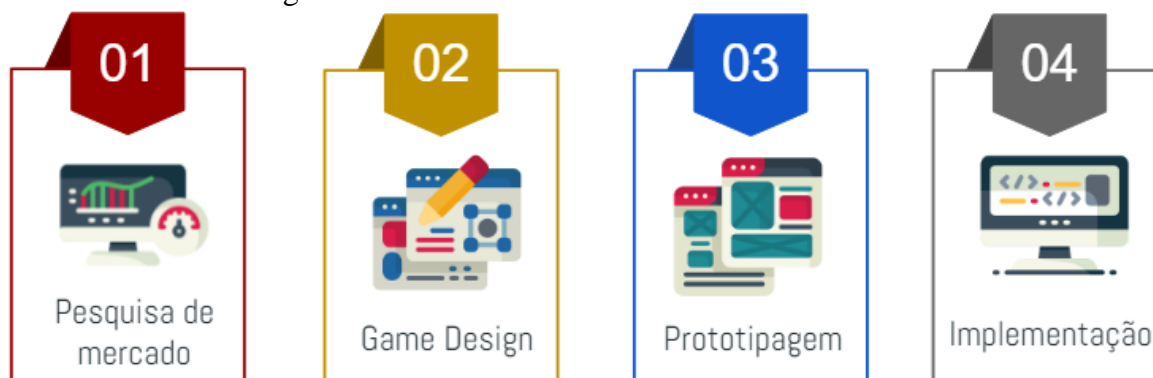 01
02
03
04
Pesquisa de
mercado
Game Design
Prototipagem
Implementação